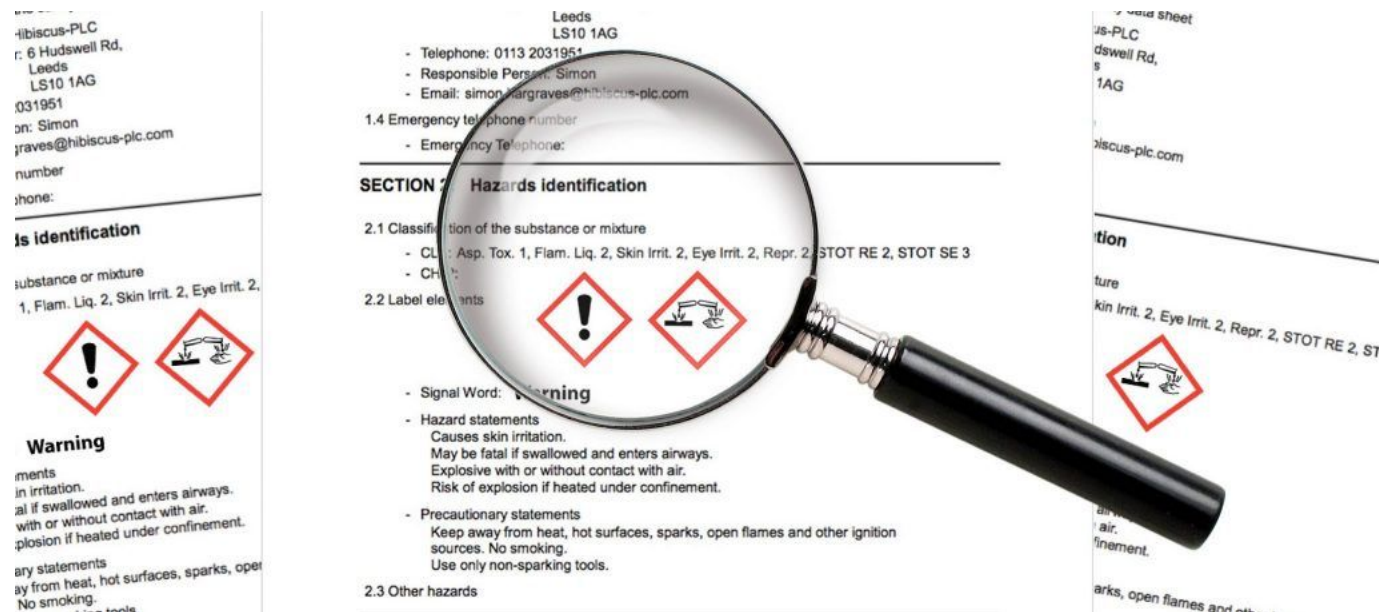 Hibiscus-PLC
6 Hudswell Rd,
Leeds
LS10 1AG
on: Simon
graves@hibiscus-plc.com
number
phone:
ds identification
substance or mixture
1, Flam. Liq. 2, Skin Irrit. 2, Eye Irrit. 2,
Warning
ments
in irritation.
al if swallowed and enters airways.
with or without contact with air.
plosion if heated under confinement.
ary statements
ay from heat, hot surfaces, sparks, open
No smoking.
Leeds
LS10 1AG
- Telephone: 0113 2031951
- Responsible Person: Simon
- Email: simon.hargraves@hibiscus-plc.com
1.4 Emergency telephone number
- Emergency Telephone:
SECTION 2 Hazards identification
2.1 Classification of the substance or mixture
- CLP: Asp. Tox. 1, Flam. Liq. 2, Skin Irrit. 2, Eye Irrit. 2, Repr. 2, STOT RE 2, STOT SE 3
2.2 Label elements
- Signal Word: Warning
- Hazard statements
Causes skin irritation.
May be fatal if swallowed and enters airways.
Explosive with or without contact with air.
Risk of explosion if heated under confinement.
- Precautionary statements
Keep away from heat, hot surfaces, sparks, open flames and other ignition
sources. No smoking.
Use only non-sparking tools.
2.3 Other hazards
data sheet
us-PLC
dswell Rd,
1AG
biscus-plc.com
tion
ture
kin Irrit. 2, Eye Irrit. 2, Repr. 2, STOT RE 2, ST
air.
finement.
arks, open flames and